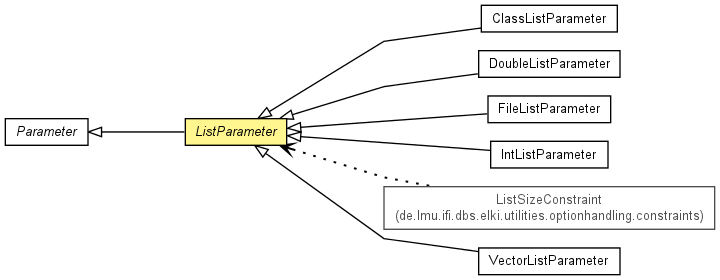 ClassListParameter
DoubleListParameter
FileListParameter
Parameter
ListParameter
IntListParameter
ListSizeConstraint
(de.lmu.ifi.dbs.elki.utilities.optionhandling.constraints)
VectorListParameter